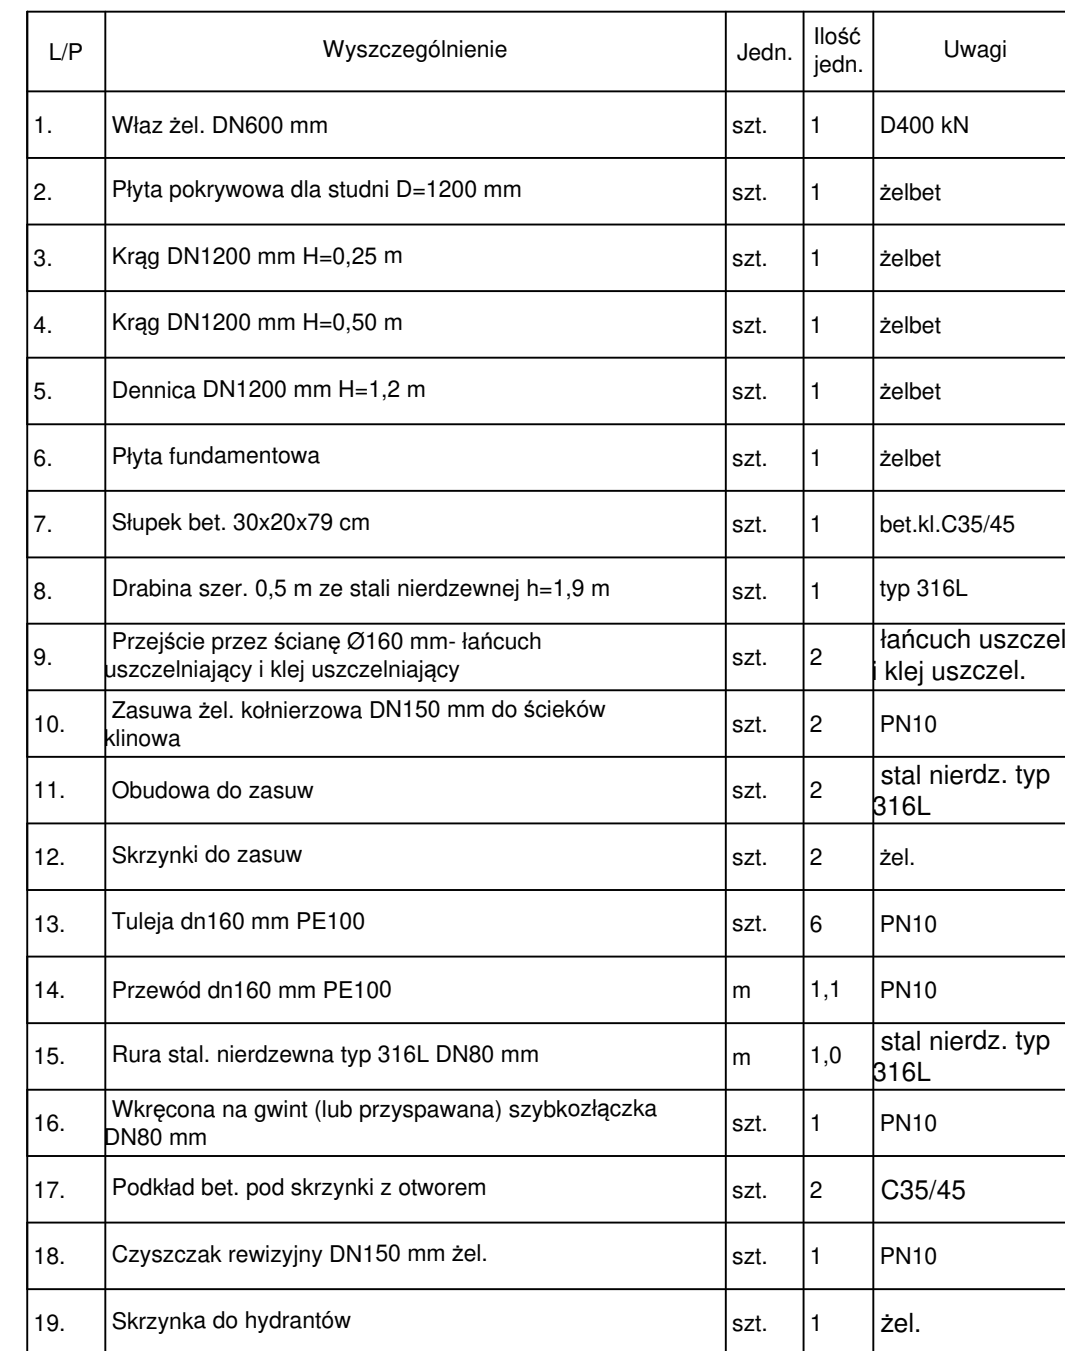 L/P Wyszczególnienie Jedn. Ilość jedn. Uwagi
1. Właz żel. DN600 mm szt. 1 D400 kN
2. Płyta pokrywowa dla studni D=1200 mm szt. 1 żelbet
3. Krąg DN1200 mm H=0,25 m szt. 1 żelbet
4. Krąg DN1200 mm H=0,50 m szt. 1 żelbet
5. Dennica DN1200 mm H=1,2 m szt. 1 żelbet
6. Płyta fundamentowa szt. 1 żelbet
7. Słupek bet. 30x20x79 cm szt. 1 bet.kl.C35/45
8. Drabina szer. 0,5 m ze stali nierdzewnej h=1,9 m szt. 1 typ 316L
9. Przejście przez ścianę Ø160 mm- łańcuch
uszczelniający i klej uszczelniający szt. 2 łańcuch uszczel
i klej uszczel.
10. Zasuwa żel. kołnierzowa DN150 mm do ścieków
klinowa szt. 2 PN10
11. Obudowa do zasuw szt. 2 stal nierdz. typ
316L
12. Skrzynki do zasuw szt. 2 żel.
13. Tuleja dn160 mm PE100 szt. 6 PN10
14. Przewód dn160 mm PE100 m 1,1 PN10
15. Rura stal. nierdzewna typ 316L DN80 mm m 1,0 stal nierdz. typ
316L
16. Wkręcona na gwint (lub przyspawana) szybkozłączka
DN80 mm szt. 1 PN10
17. Podkład bet. pod skrzynki z otworem szt. 2 C35/45
18. Czyszczak rewizyjny DN150 mm żel. szt. 1 PN10
19. Skrzynka do hydrantów szt. 1 żel.